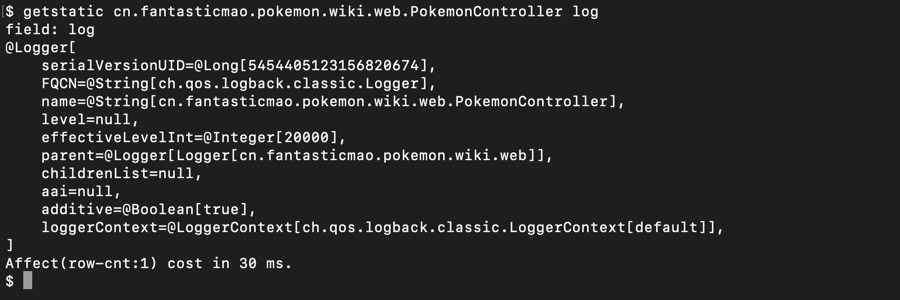 $ getstatic cn.fantasticmao.pokemon.wiki.web.PokemonController log
field: log
@Logger[
    serialVersionUID=@Long[5454405123156820674],
    FQCN=@String[ch.qos.logback.classic.Logger],
    name=@String[cn.fantasticmao.pokemon.wiki.web.PokemonController],
    level=null,
    effectiveLevelInt=@Integer[20000],
    parent=@Logger[Logger[cn.fantasticmao.pokemon.wiki.web]],
    childrenList=null,
    aai=null,
    additive=@Boolean[true],
    loggerContext=@LoggerContext[ch.qos.logback.classic.LoggerContext[default]],
]
Affect(row-cnt:1) cost in 30 ms.
$